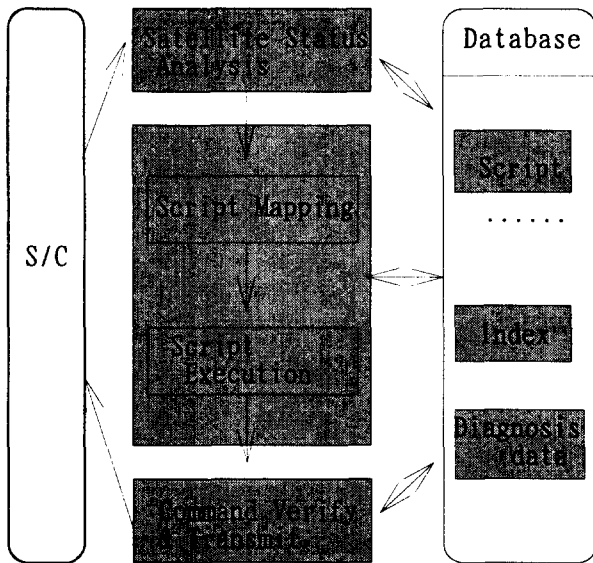 Satellite Status
Analysis
Database
Script
Script Mapping
......
S/C
Index
Script
Execution
Diagnosis
data
Command Verify
& Transmit